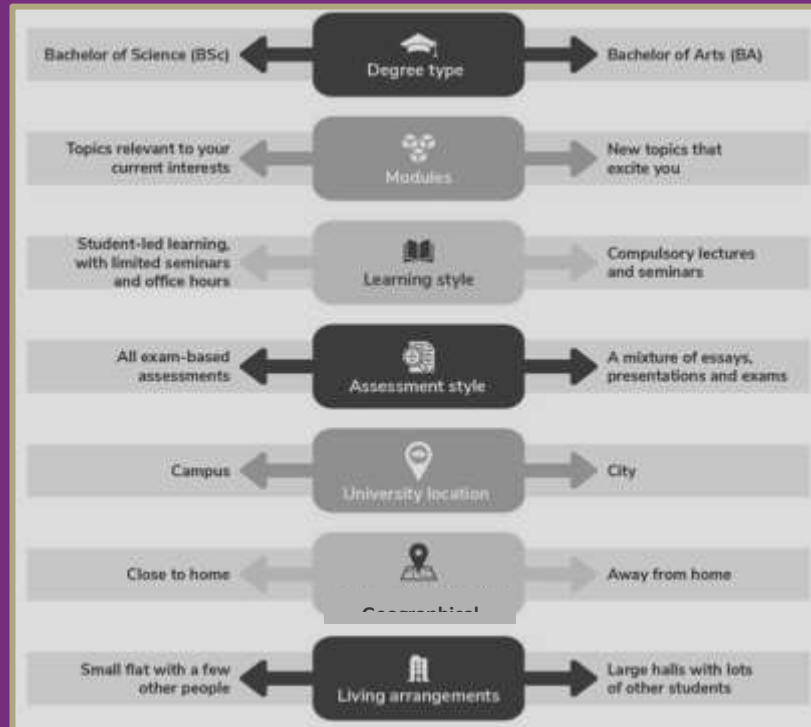 Bachelor of Science (BSc)
Degree type
Bachelor of Arts (BA)
Topics relevant to your
current interests
Modules
New topics that
excite you
Student-led learning,
with limited seminars
and office hours
Learning style
Compulsory lectures
and seminars
All exam-based
assessments
Assessment style
A mixture of essays,
presentations and exams
Campus
University location
City
Close to home
Geographical
Away from home
Small flat with a few
other people
Living arrangements
Large halls with lots
of other students